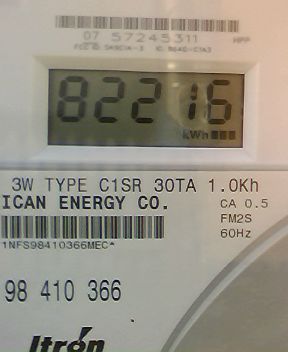 07 57245311
HPP
82216
kWh
3W TYPE C1SR 30TA 1.0Kh
ICAN ENERGY CO.
CA 0.5
FM2S
60Hz
1NFS98410366MEC*
98 410 366
Itron